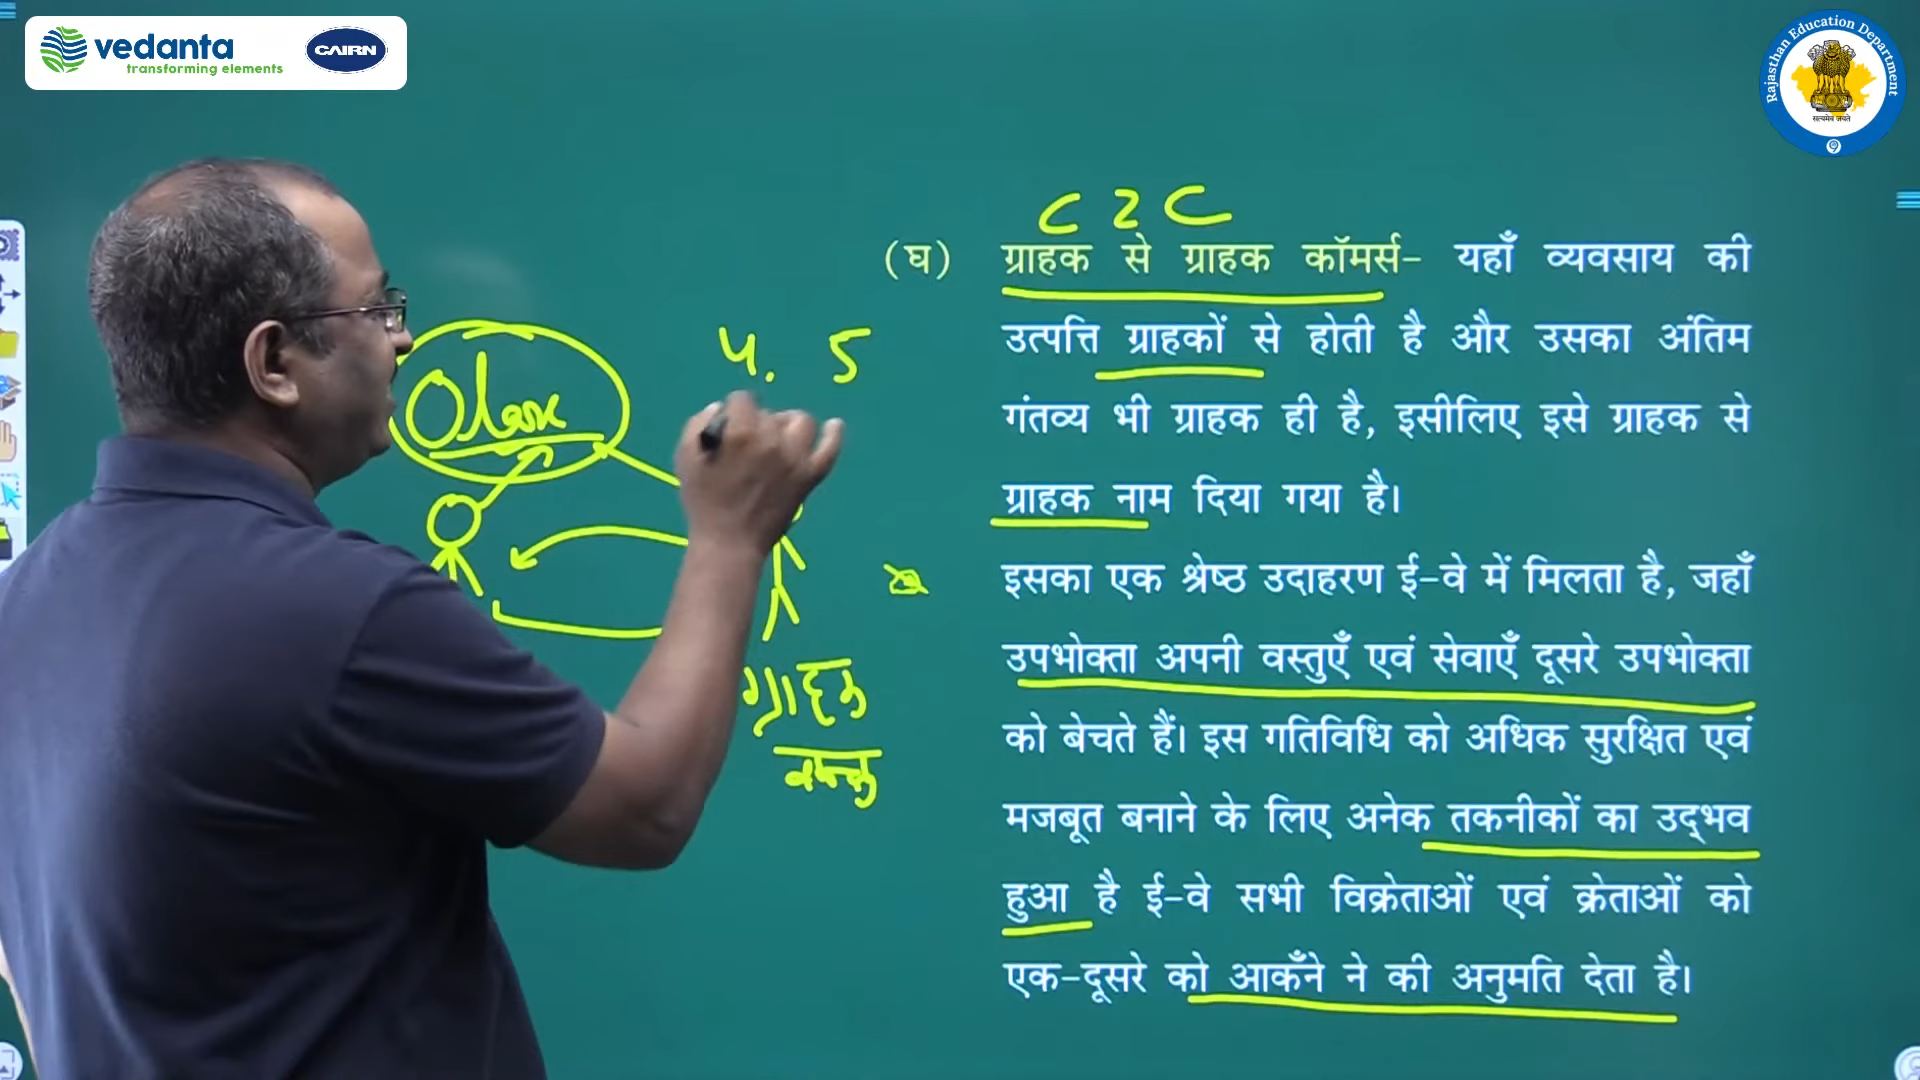 vedanta
transforming elements
CAIRN
Rajasthan Education Department
सत्यमेव जयते
C 2 C
(घ) ग्राहक से ग्राहक कॉमर्स- यहाँ व्यवसाय की
उत्पत्ति ग्राहकों से होती है और उसका अंतिम
गंतव्य भी ग्राहक ही है, इसीलिए इसे ग्राहक से
ग्राहक नाम दिया गया है।
इसका एक श्रेष्ठ उदाहरण ई-वे में मिलता है, जहाँ
उपभोक्ता अपनी वस्तुएँ एवं सेवाएँ दूसरे उपभोक्ता
को बेचते हैं। इस गतिविधि को अधिक सुरक्षित एवं
मजबूत बनाने के लिए अनेक तकनीकों का उद्भव
हुआ है ई-वे सभी विक्रेताओं एवं क्रेताओं को
एक-दूसरे को आकँने ने की अनुमति देता है।
4. 5
ग्राहक